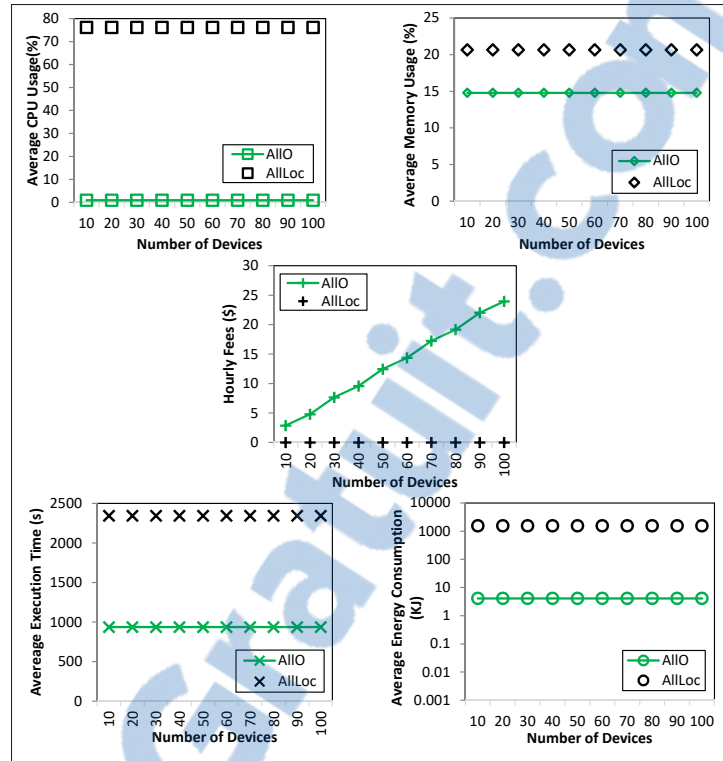 Average CPU Usage(%)
80
70
60
50
40
30
20
10
0
AllO
AllLoc
10 20 30 40 50 60 70 80 90 100
Number of Devices
Average Memory Usage (%)
25
20
15
10
5
0
AllO
AllLoc
10 20 30 40 50 60 70 80 90 100
Number of Devices
Hourly Fees ($)
30
25
20
15
10
5
0
AllO
AllLoc
10 20 30 40 50 60 70 80 90 100
Number of Devices
Avereage Execution Time (s)
2500
2000
1500
1000
500
0
AllO
AllLoc
10 20 30 40 50 60 70 80 90 100
Number of Devices
Average Energy Consumption
(KJ)
10000
1000
100
10
1
0.1
0.01
0.001
AllO
AllLoc
10 20 30 40 50 60 70 80 90 100
Number of Devices
Gratuit.com